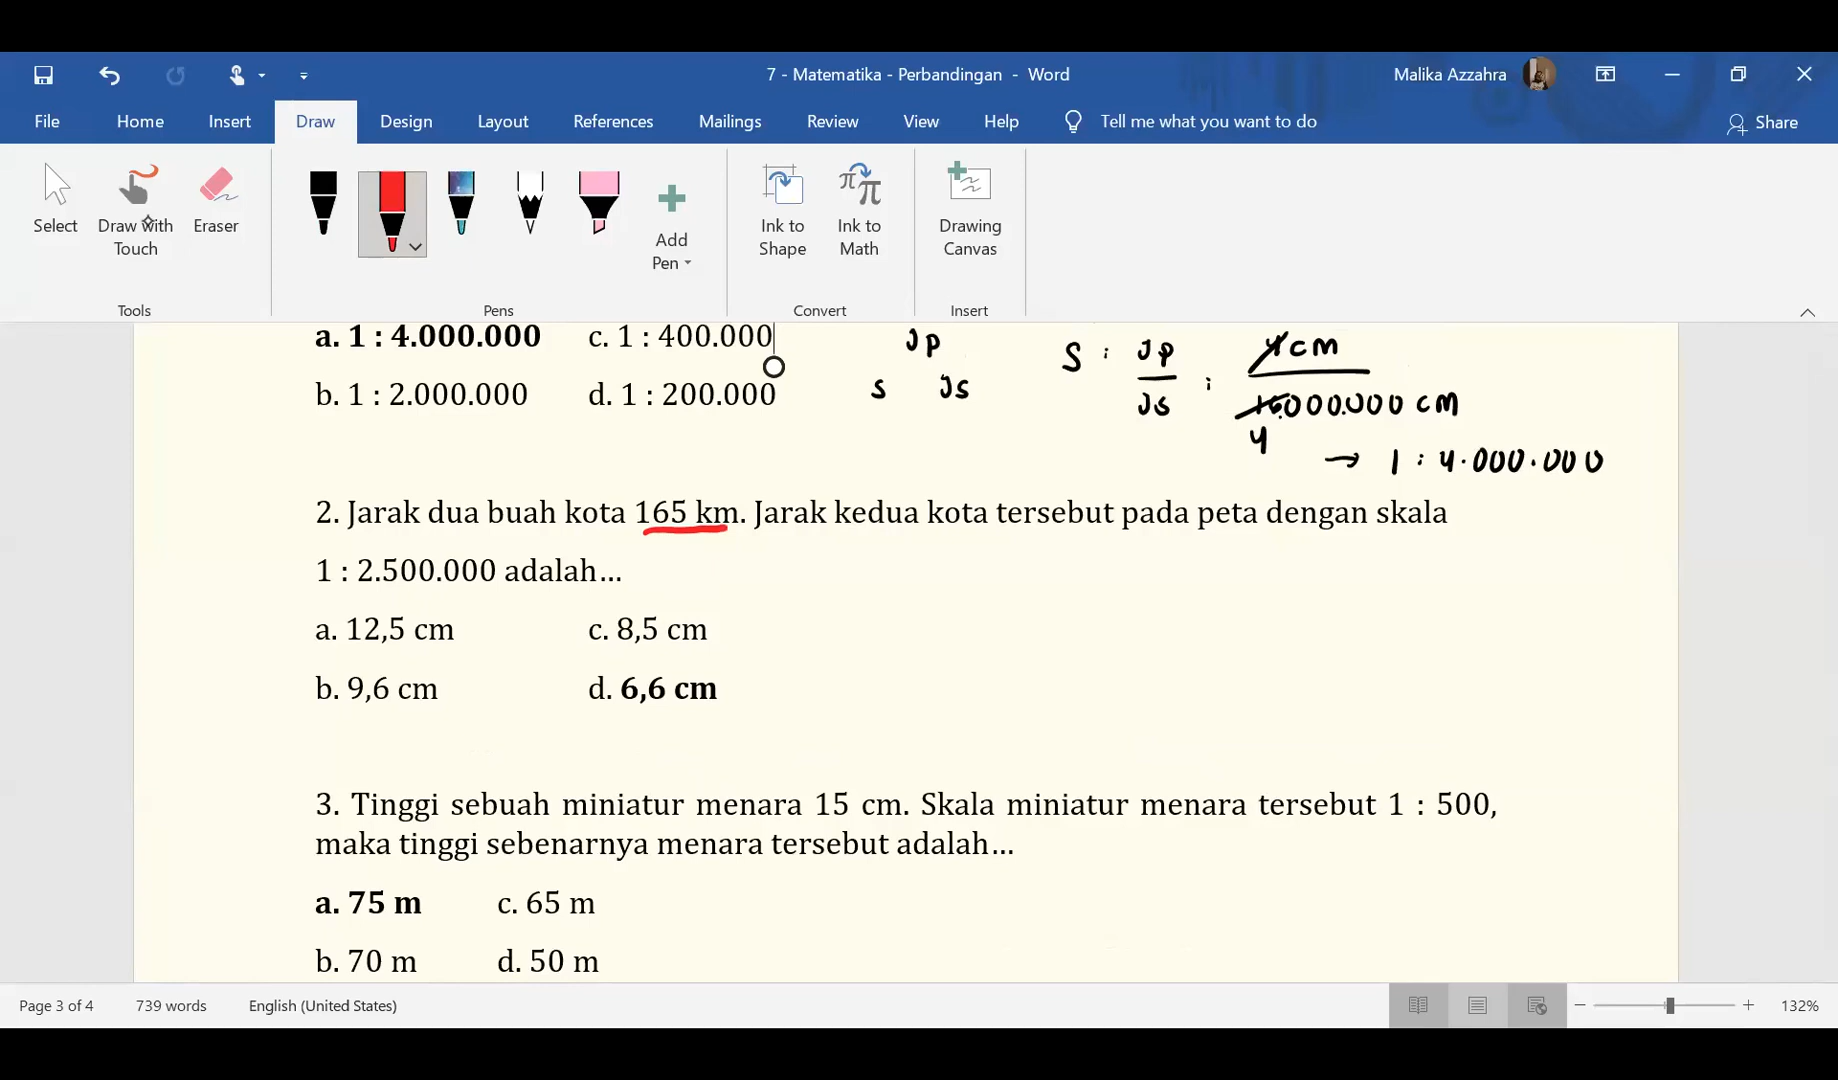 7 - Matematika - Perbandingan - Word
Malika Azzahra
File Home Insert Draw Design Layout References Mailings Review View Help Tell me what you want to do Share
Select
Draw with Touch
Eraser
Add Pen
Ink to Shape
Ink to Math
Drawing Canvas
Tools Pens Convert Insert
a. 1 : 4.000.000 c. 1 : 400.000
b. 1 : 2.000.000 d. 1 : 200.000
Jp
s Js
S : Jp : 4 cm
Js 16.000.000 cm
4
→ 1 : 4.000.000
2. Jarak dua buah kota 165 km. Jarak kedua kota tersebut pada peta dengan skala
1 : 2.500.000 adalah...
a. 12,5 cm c. 8,5 cm
b. 9,6 cm d. 6,6 cm
3. Tinggi sebuah miniatur menara 15 cm. Skala miniatur menara tersebut 1 : 500,
maka tinggi sebenarnya menara tersebut adalah...
a. 75 m c. 65 m
b. 70 m d. 50 m
Page 3 of 4 739 words English (United States) 132%